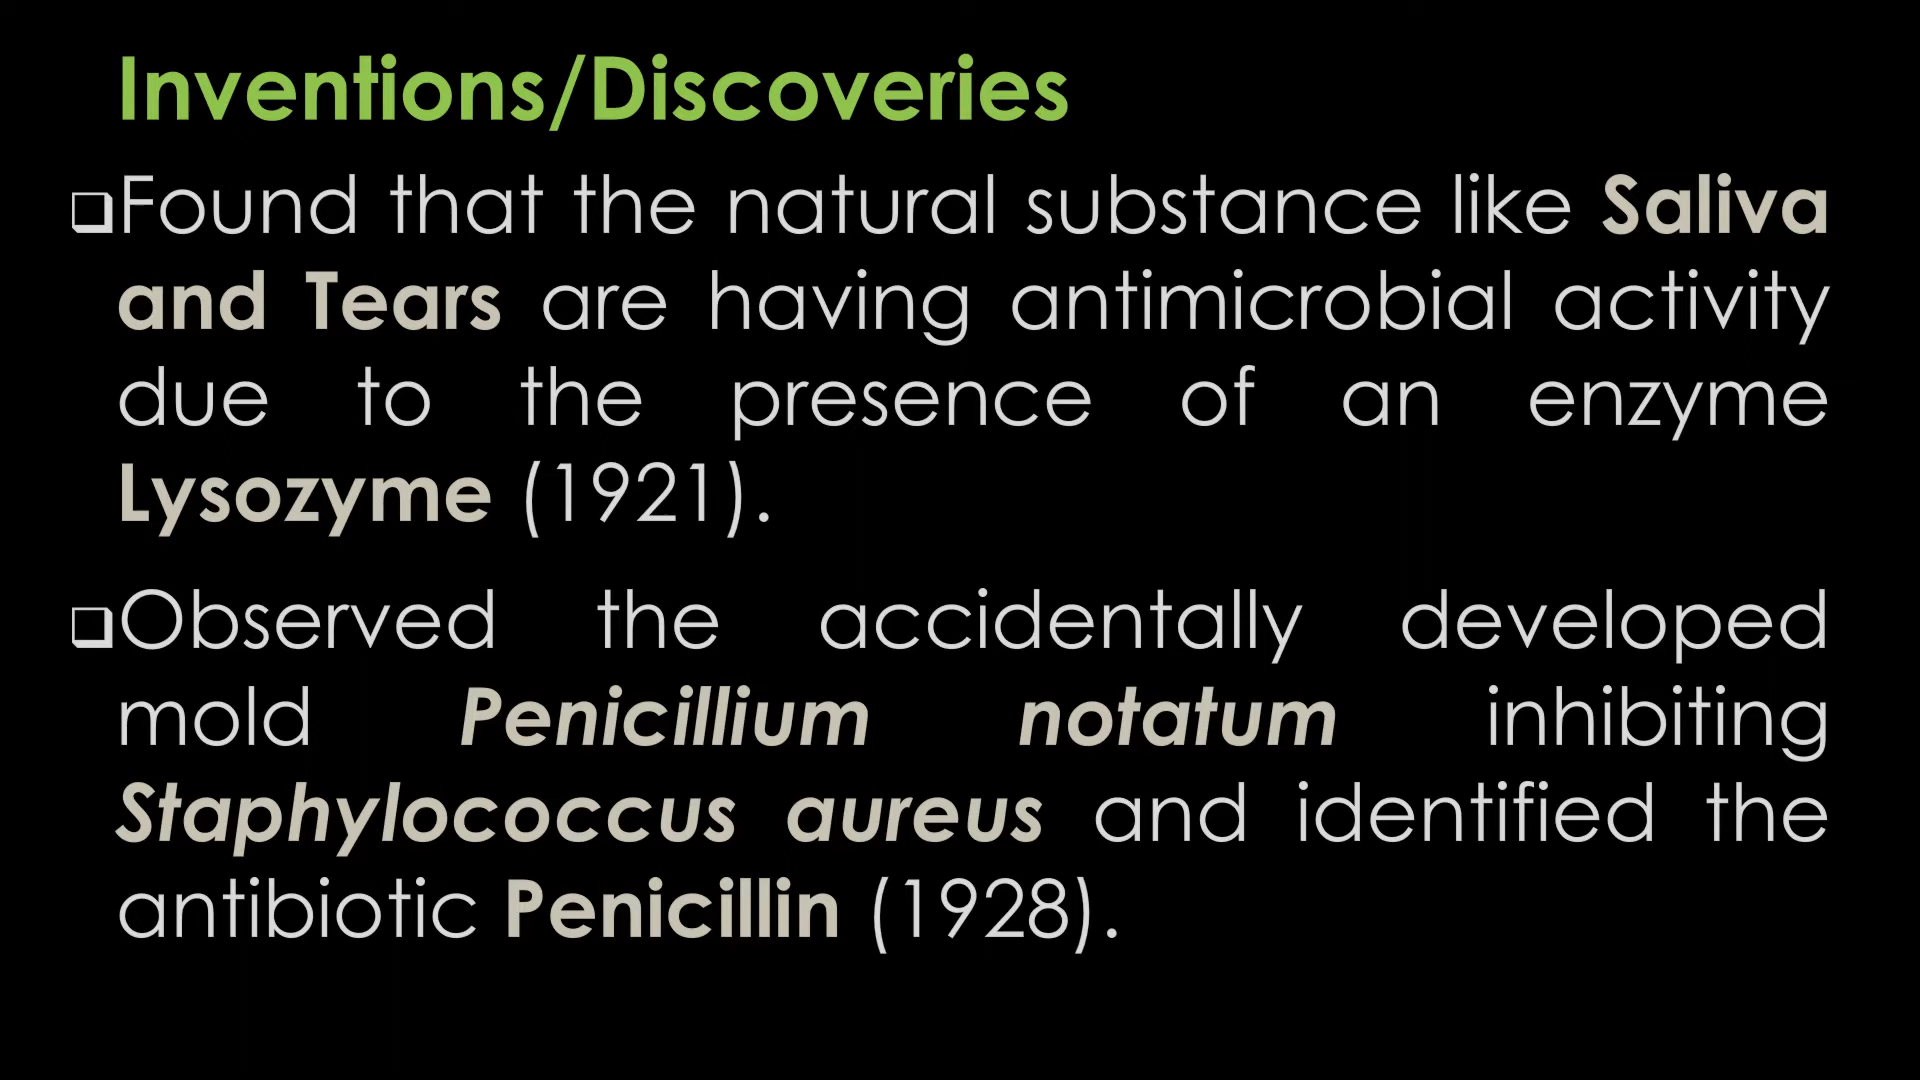 Inventions/Discoveries
❑Found that the natural substance like Saliva
and Tears are having antimicrobial activity
due to the presence of an enzyme
Lysozyme (1921).
❑Observed the accidentally developed
mold Penicillium notatum inhibiting
Staphylococcus aureus and identified the
antibiotic Penicillin (1928).